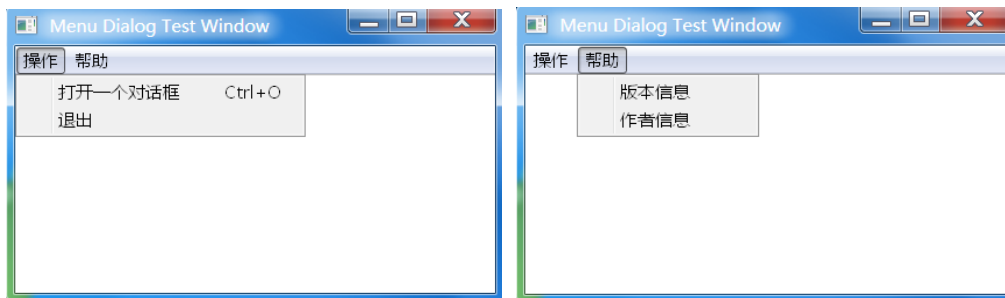 Menu Dialog Test Window
操作 帮助
打开一个对话框 Ctrl+O
退出
Menu Dialog Test Window
操作 帮助
版本信息
作者信息